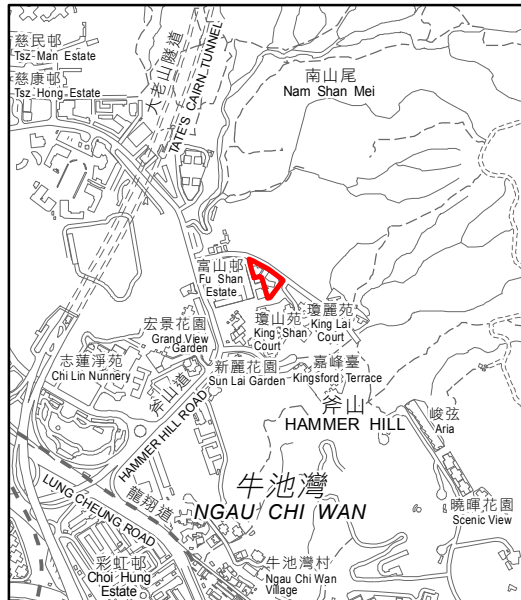 慈民邨
Tsz Man Estate
慈康邨
Tsz Hong Estate
大老山隧道
TATE'S CAIRN TUNNEL
南山尾
Nam Shan Mei
富山邨
Fu Shan
Estate
瓊山苑
King Shan
Court
瓊麗苑
King Lai
Court
宏景花園
Grand View
Garden
志蓮淨苑
Chi Lin Nunnery
斧山道
HAMMER HILL ROAD
新麗花園
Sun Lai Garden
嘉峰臺
Kingsford Terrace
斧山
HAMMER HILL
峻弦
Aria
牛池灣
NGAU CHI WAN
曉暉花園
Scenic View
龍翔道
LUNG CHEUNG ROAD
彩虹邨
Choi Hung
Estate
牛池灣村
Ngau Chi Wan
Village